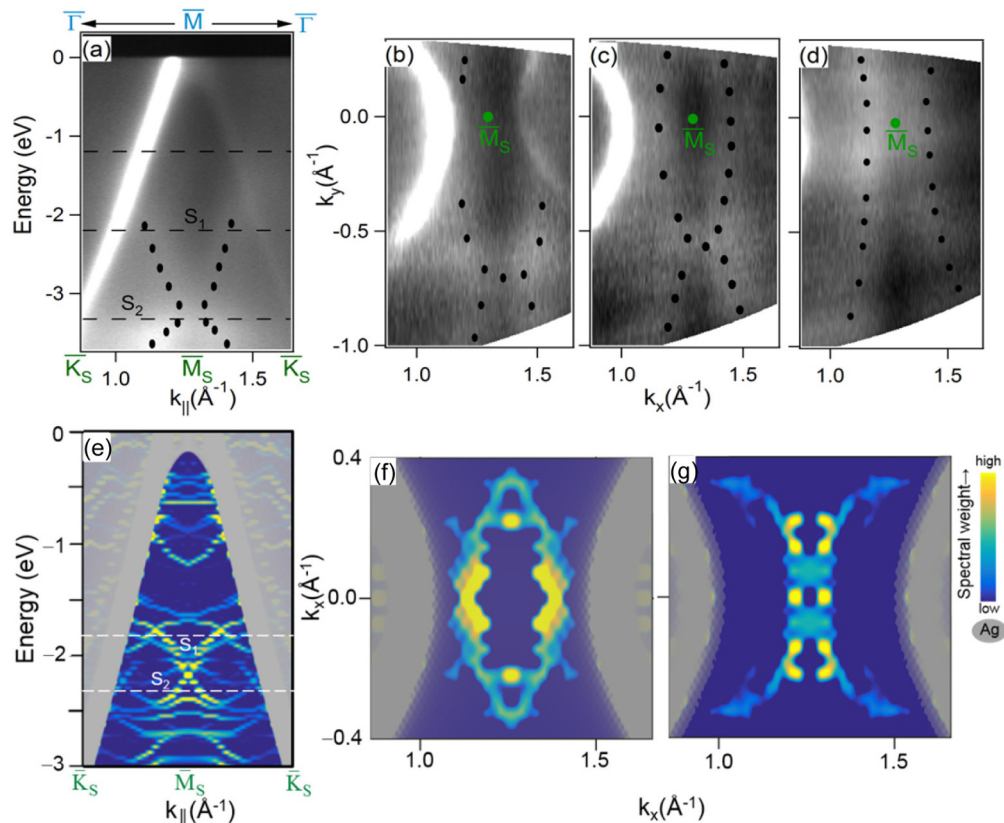 Γ̅ M̅ Γ̅
(a)
Energy (eV)
0
-1
-2
-3
S₁
S₂
K̅S M̅S K̅S
1.0 1.5
k||(Å⁻¹)
(b) (c) (d)
ky(Å⁻¹)
0.0
-0.5
-1.0
M̅S M̅S M̅S
1.0 1.5 1.0 1.5 1.0 1.5
kx(Å⁻¹)
(e)
Energy (eV)
0
−1
−2
−3
S₁
S₂
K̅S M̅S K̅S
k||(Å⁻¹)
(f) (g)
kx(Å⁻¹)
0.4
0.0
−0.4
1.0 1.5 1.0 1.5
kx(Å⁻¹)
high
Spectral weight→
low
Ag